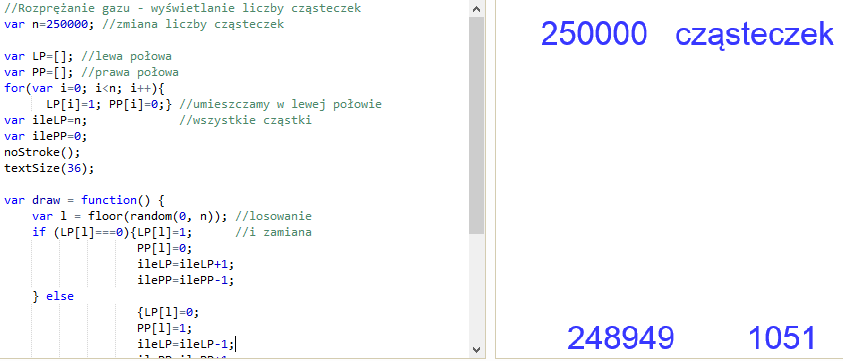 //Rozprężanie gazu - wyświetlanie liczby cząsteczek
var n=250000; //zmiana liczby cząsteczek
var LP=[]; //lewa połowa
var PP=[]; //prawa połowa
for(var i=0; i<n; i++){
LP[i]=1; PP[i]=0;} //umieszczamy w lewej połowie
var ileLP=n; //wszystkie cząstki
var ilePP=0;
noStroke();
textSize(36);
var draw = function() {
var l = floor(random(0, n)); //losowanie
if (LP[l]===0){LP[l]=1; //i zamiana
PP[l]=0;
ileLP=ileLP+1;
ilePP=ilePP-1;
} else
{LP[l]=0;
PP[l]=1;
ileLP=ileLP-1;
ilePP=ilePP+1
250000 cząsteczek
248949 1051